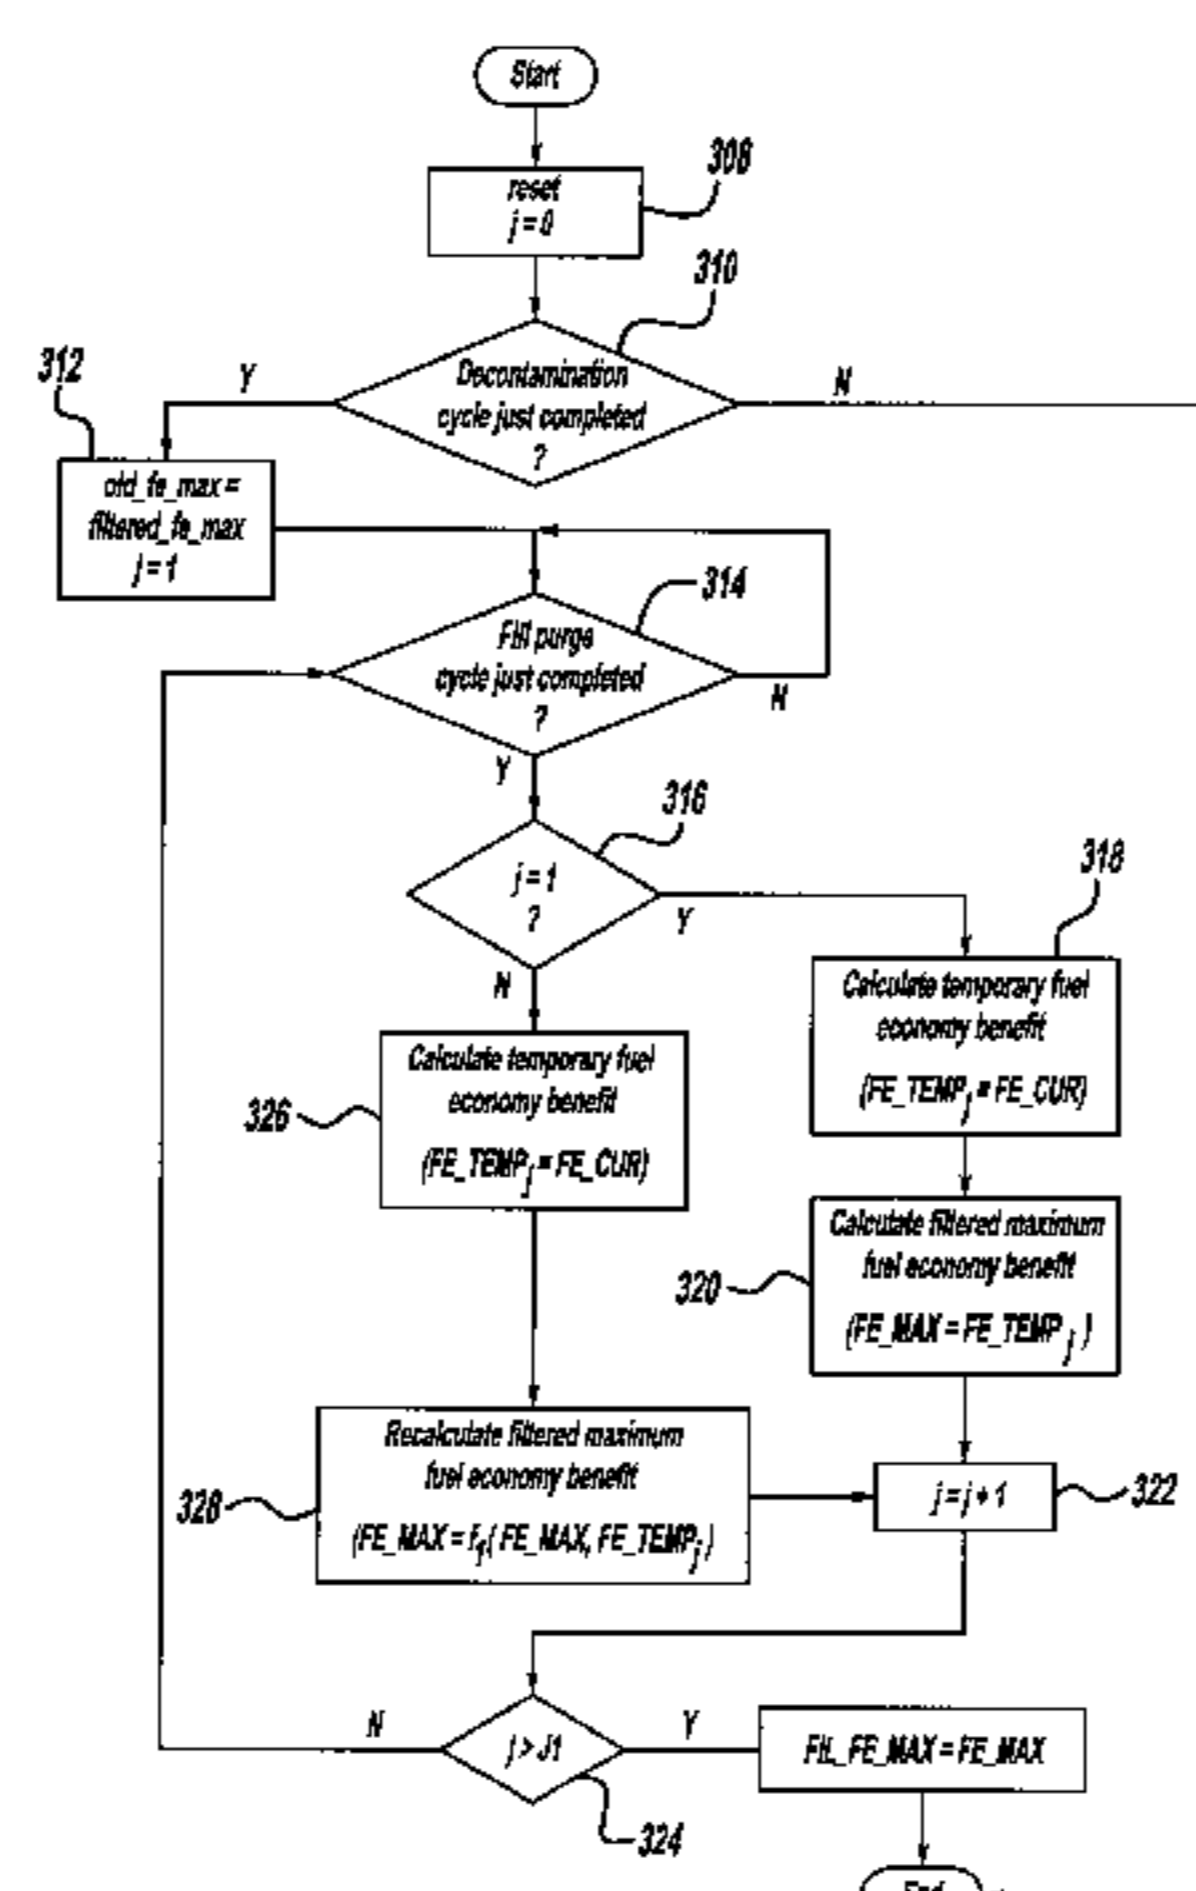 Start
reset
j = 0
308
310
Decontamination
cycle just completed
?
Y
N
312
old_fe_max =
filtered_fe_max
j = 1
314
Fill purge
cycle just completed
?
N
Y
316
j = 1
?
Y
N
318
Calculate temporary fuel
economy benefit
(FE_TEMPj = FE_CUR)
326
Calculate temporary fuel
economy benefit
(FE_TEMPj = FE_CUR)
320
Calculate filtered maximum
fuel economy benefit
(FE_MAX = FE_TEMPj)
328
Recalculate filtered maximum
fuel economy benefit
(FE_MAX = f1( FE_MAX, FE_TEMPj)
j = j + 1
322
N
j > J1
Y
324
FIL_FE_MAX = FE_MAX
End